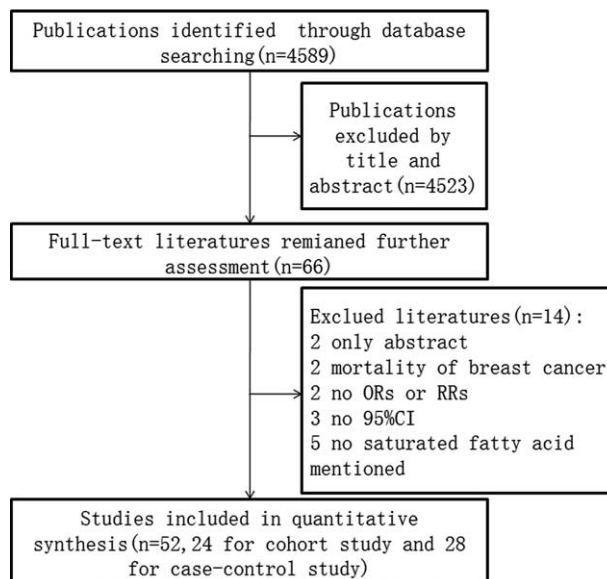 Publications identified through database
searching(n=4589)
Publications
excluded by
title and
abstract(n=4523)
Full-text literatures remianed further
assessment(n=66)
Exclued literatures(n=14):
2 only abstract
2 mortality of breast cancer
2 no ORs or RRs
3 no 95%CI
5 no saturated fatty acid
mentioned
Studies included in quantitative
synthesis(n=52,24 for cohort study and 28
for case-control study)